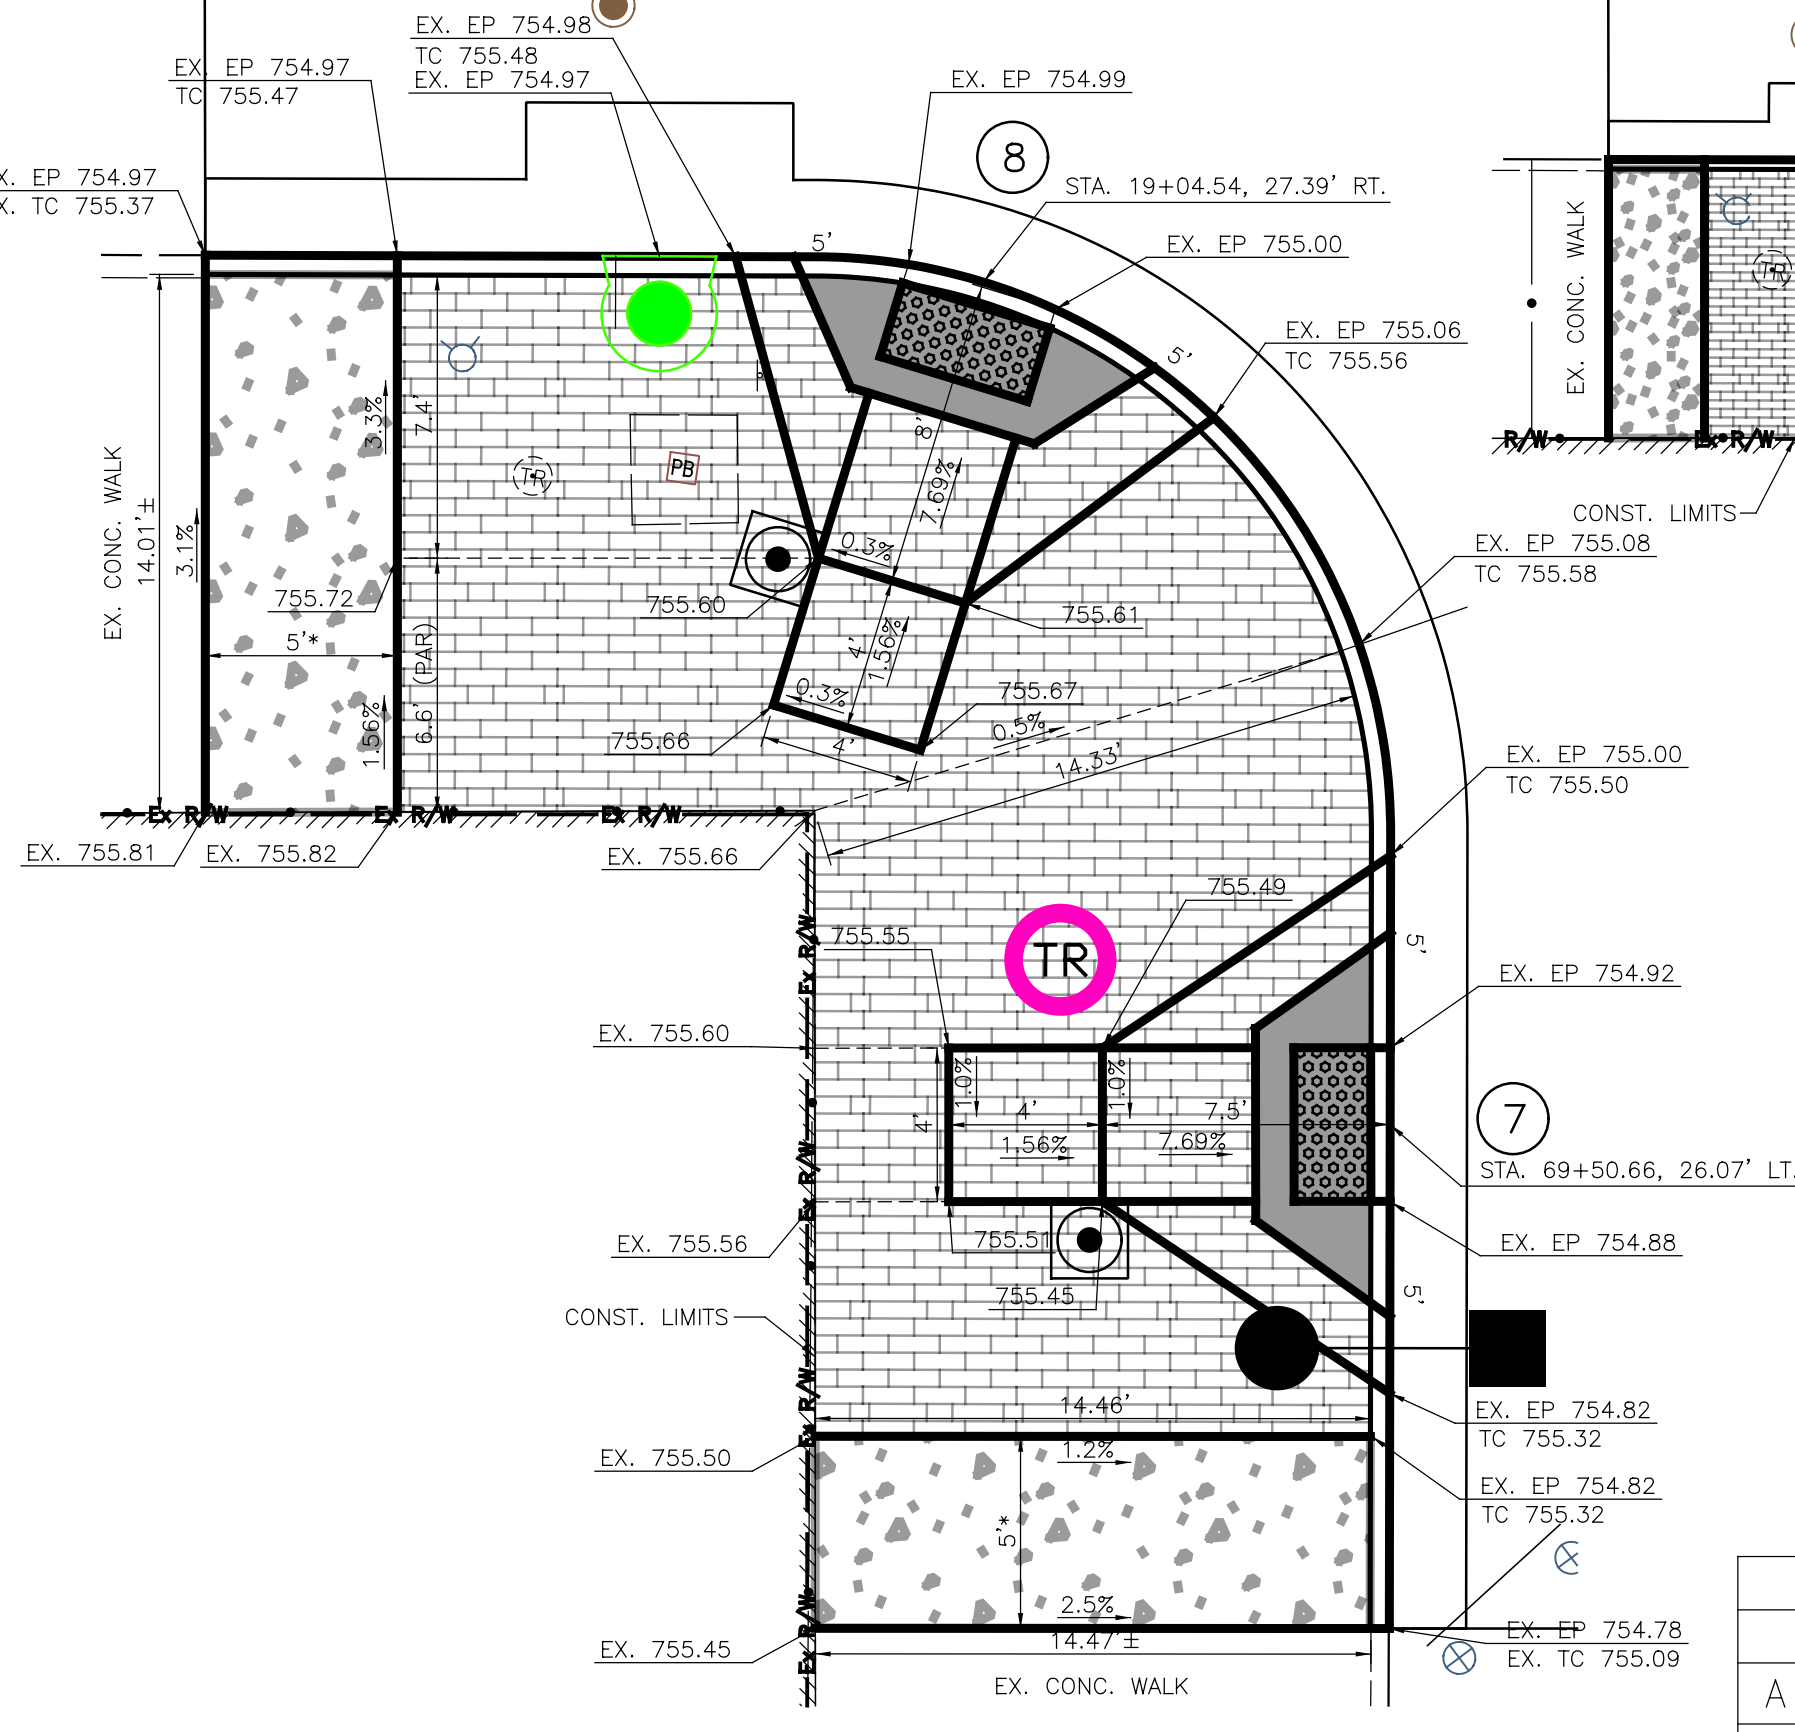 EX. EP 754.98
TC 755.48
EX. EP 754.97
EX. EP 754.97
TC 755.47
EX. EP 754.99
8
X. EP 754.97
X. TC 755.37
STA. 19+04.54, 27.39' RT.
5'
EX. EP 755.00
EX. EP 755.06
TC 755.56
5'
EX. CONC. WALK
TR
R/W
Ex R/W
CONST. LIMITS
3.3%
7.4'
8'
7.69%
TR
PB
EX. CONC. WALK
14.01'±
3.1%
0.3%
EX. EP 755.08
TC 755.58
755.72
755.60
755.61
5'*
6.6' (PAR)
4'
1.56%
1.56%
0.3%
755.67
755.66
4'
0.5%
14.33'
EX. EP 755.00
TC 755.50
Ex R/W
Ex R/W
Ex R/W
EX. 755.81
EX. 755.82
EX. 755.66
755.49
755.55
TR
5'
Ex R/W
EX. EP 754.92
EX. 755.60
1.0%
1.0%
4'
4'
7.5'
7
1.56%
7.69%
Ex R/W
STA. 69+50.66, 26.07' LT.
EX. 755.56
755.51
EX. EP 754.88
755.45
5'
CONST. LIMITS
Ex R/W
14.46'
EX. EP 754.82
TC 755.32
EX. 755.50
1.2%
EX. EP 754.82
TC 755.32
5'*
2.5%
Ex R/W
EX. 755.45
14.47'±
EX. EP 754.78
EX. TC 755.09
EX. CONC. WALK
A